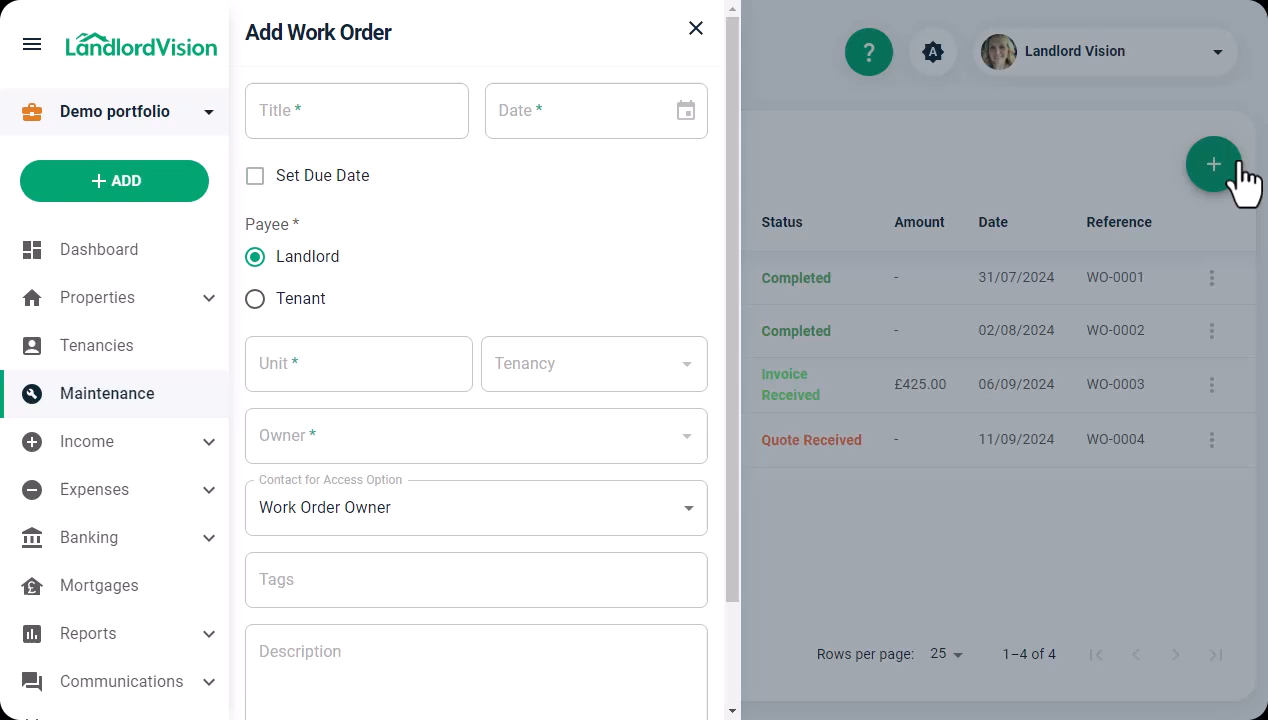 LandlordVision
Demo portfolio
ADD
Dashboard
Properties
Tenancies
Maintenance
Income
Expenses
Banking
Mortgages
Reports
Communications
Add Work Order
Title *
Date *
Set Due Date
Payee *
Landlord
Tenant
Unit *
Tenancy
Owner *
Contact for Access Option
Work Order Owner
Tags
Description
?
A
Landlord Vision
Status Amount Date Reference
Completed - 31/07/2024 WO-0001
Completed - 02/08/2024 WO-0002
Invoice
Received £425.00 06/09/2024 WO-0003
Quote Received - 11/09/2024 WO-0004
Rows per page: 25 1–4 of 4